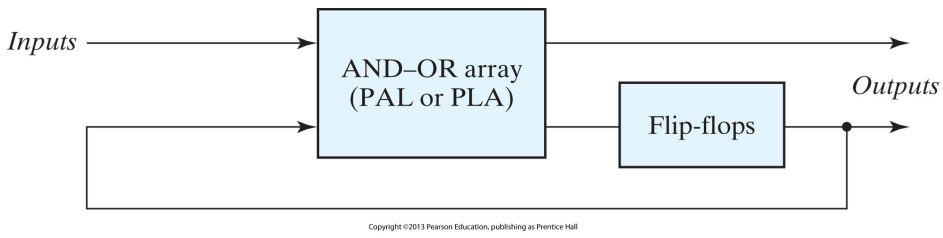 Inputs
AND–OR array
(PAL or PLA)
Outputs
Flip-flops
Copyright ©2013 Pearson Education, publishing as Prentice Hall